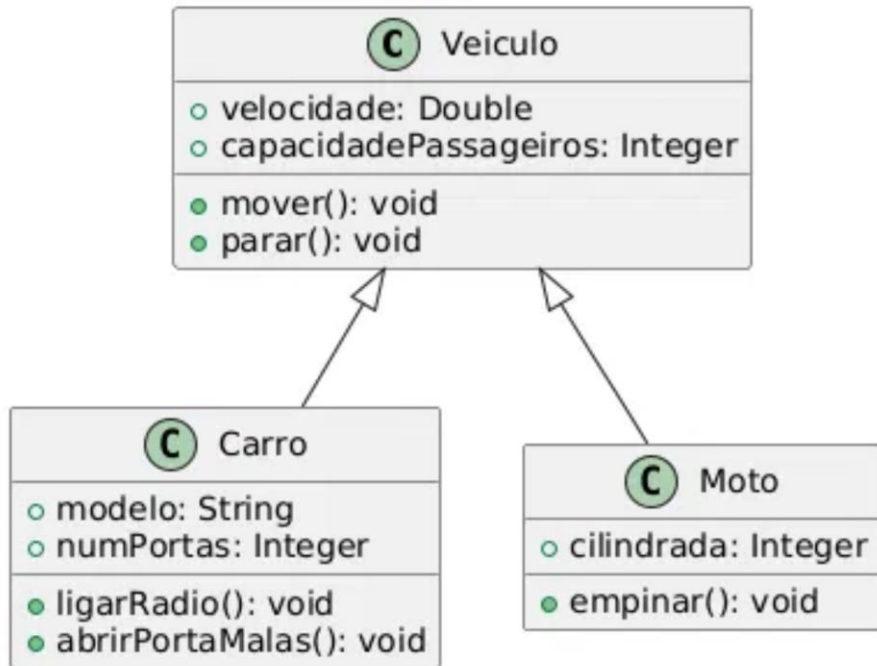 C Veiculo
velocidade: Double
capacidadePassageiros: Integer
mover(): void
parar(): void
C Carro
modelo: String
numPortas: Integer
ligarRadio(): void
abrirPortaMalas(): void
C Moto
cilindrada: Integer
empinar(): void